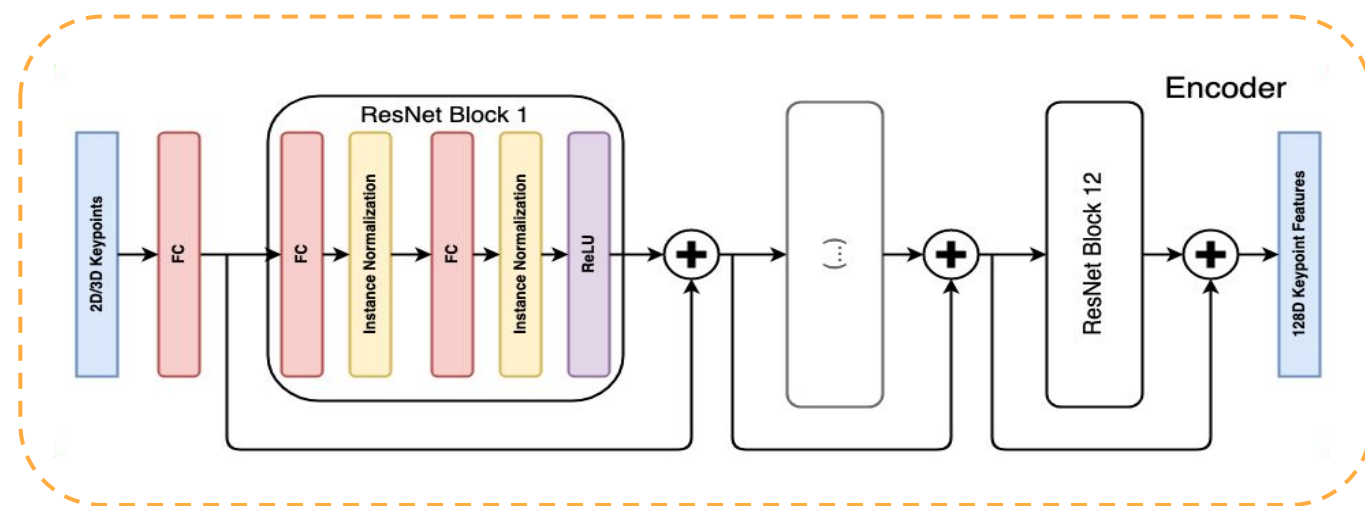 Encoder
ResNet Block 1
2D/3D Keypoints
FC
FC
Instance Normalization
FC
Instance Normalization
ReLU
(...)
ResNet Block 12
128D Keypoint Features